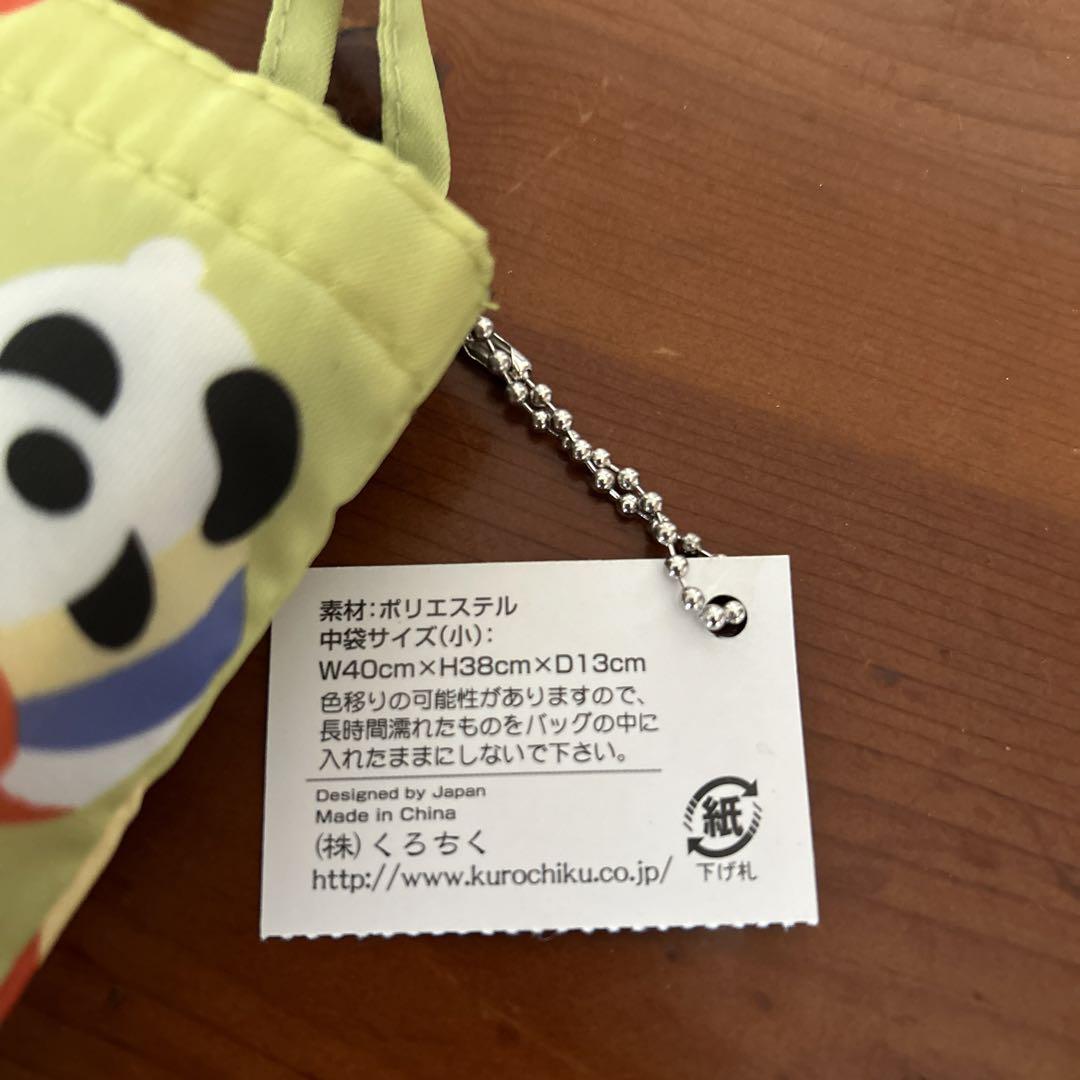 素材:ポリエステル
中袋サイズ(小):
W40cm×H38cm×D13cm
色移りの可能性がありますので、
長時間濡れたものをバッグの中に
入れたままにしないで下さい。
Designed by Japan
Made in China
(株)くろちく
http://www.kurochiku.co.jp/
紙
下げ札